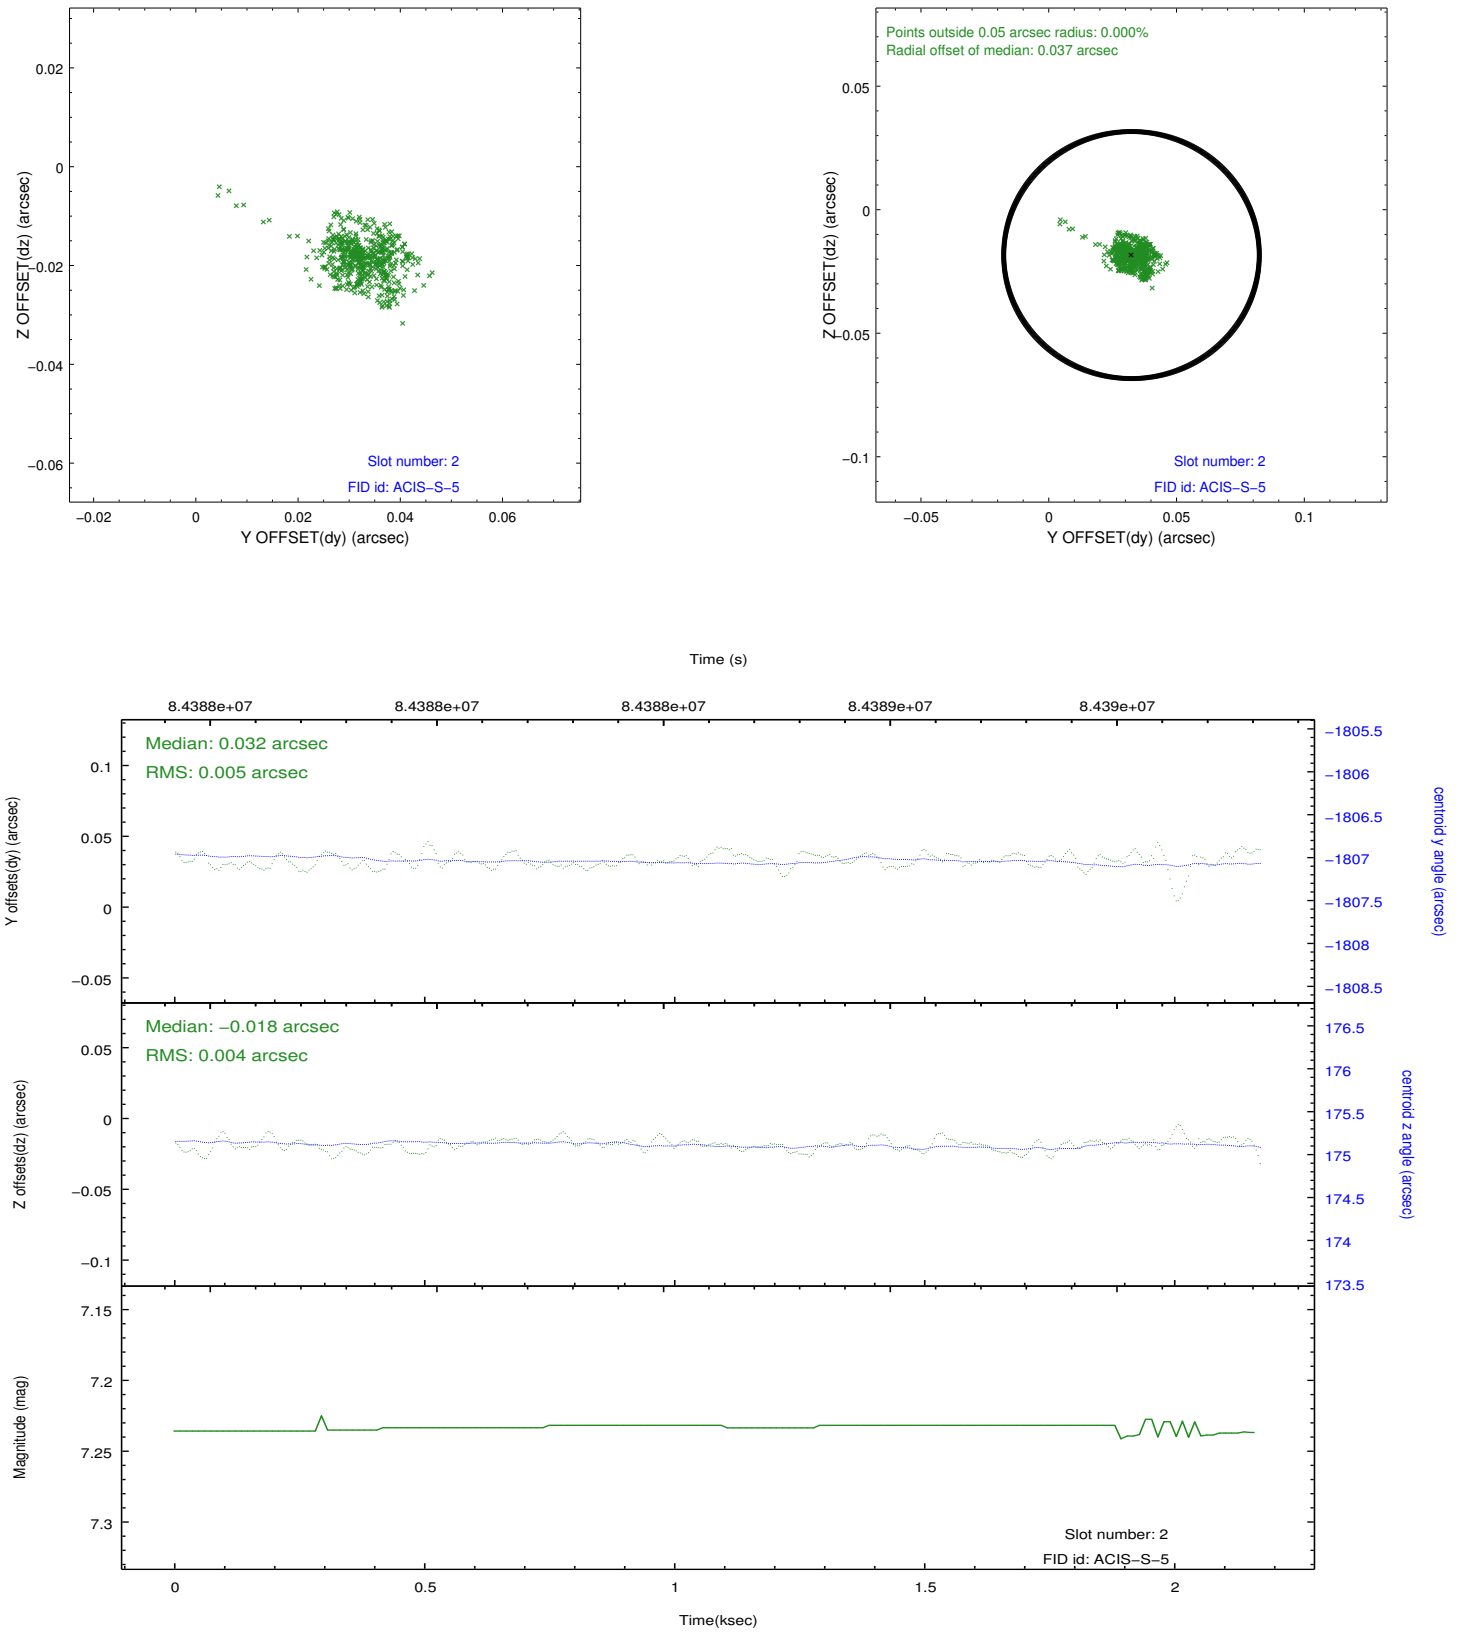 0.02
0
−0.02
−0.04
−0.06
Z OFFSET(dz) (arcsec)
Slot number: 2
FID id: ACIS−S−5
−0.02 0 0.02 0.04 0.06
Y OFFSET(dy) (arcsec)
Points outside 0.05 arcsec radius: 0.000%
Radial offset of median: 0.037 arcsec
0.05
0
−0.05
−0.1
Z OFFSET(dz) (arcsec)
Slot number: 2
FID id: ACIS−S−5
−0.05 0 0.05 0.1
Y OFFSET(dy) (arcsec)
Time (s)
8.4388e+07 8.4388e+07 8.4388e+07 8.4389e+07 8.439e+07
Median: 0.032 arcsec
RMS: 0.005 arcsec
0.1
0.05
0
−0.05
Y offsets(dy) (arcsec)
−1805.5
−1806
−1806.5
−1807
−1807.5
−1808
−1808.5
centroid y angle (arcsec)
Median: −0.018 arcsec
RMS: 0.004 arcsec
0.05
0
−0.05
−0.1
Z offsets(dz) (arcsec)
176.5
176
175.5
175
174.5
174
173.5
centroid z angle (arcsec)
7.15
7.2
7.25
7.3
Magnitude (mag)
Slot number: 2
FID id: ACIS−S−5
0 0.5 1 1.5 2
Time(ksec)